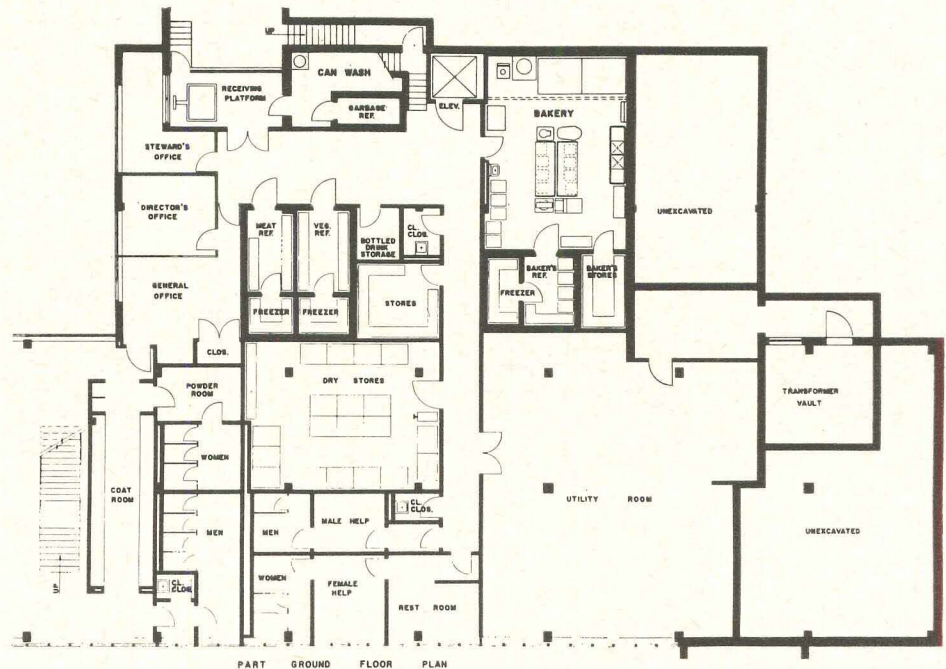 UP
CAN WASH
RECEIVING
PLATFORM
GARBAGE
REF.
ELEV.
BAKERY
STEWARD'S
OFFICE
DIRECTOR'S
OFFICE
UNEXCAVATED
MEAT
REF.
VEG.
REF.
BOTTLED
DRINK
STORAGE
CL.
CLOS.
GENERAL
OFFICE
FREEZER
FREEZER
STORES
FREEZER
BAKER'S
REF.
BAKER'S
STORES
CLOS.
POWDER
ROOM
DRY STORES
TRANSFORMER
VAULT
WOMEN
COAT
ROOM
MEN
MEN
MALE HELP
CL.
CLOS.
UTILITY ROOM
UNEXCAVATED
UP
CL.
CLOS.
WOMEN
FEMALE
HELP
REST ROOM
PART GROUND FLOOR PLAN